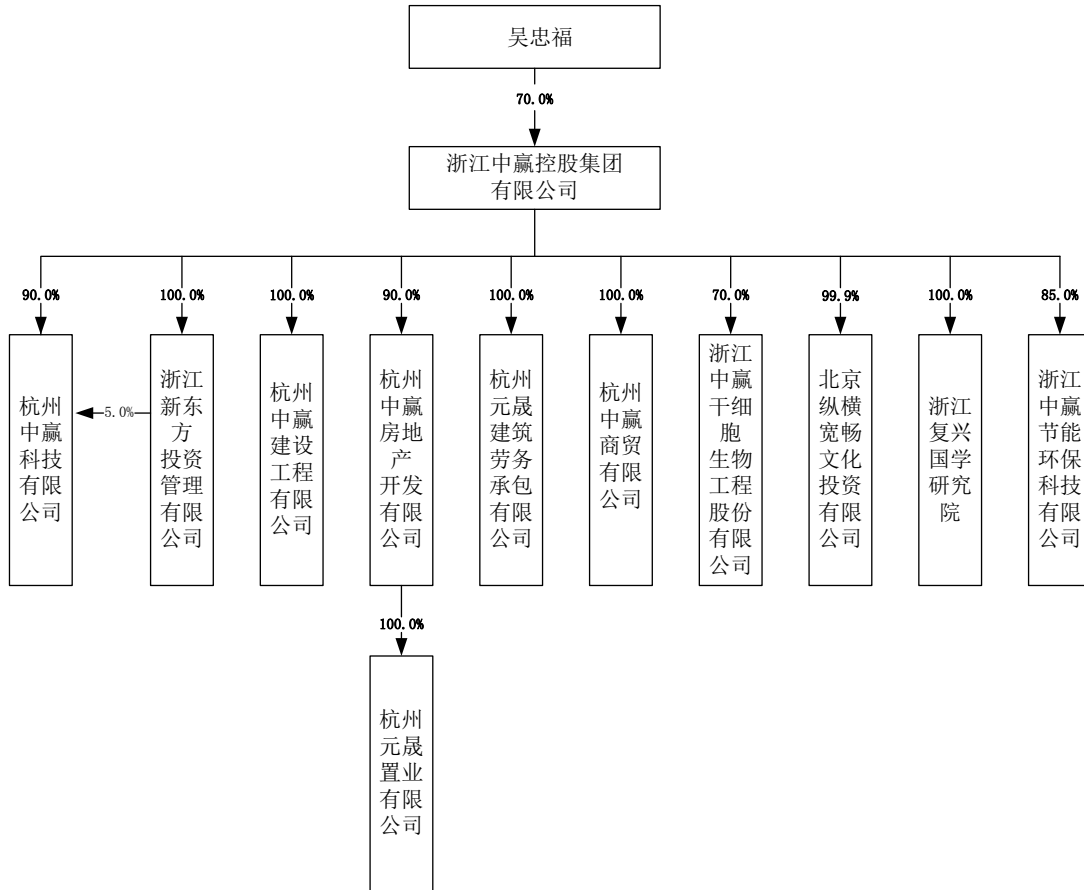 吴忠福
70.0%
浙江中赢控股集团
有限公司
90.0%
100.0%
100.0%
90.0%
100.0%
100.0%
70.0%
99.9%
100.0%
85.0%
杭州
中赢
科技
有限
公司
5.0%
浙江
新东
方
投资
管理
有限
公司
杭州
中赢
建设
工程
有限
公司
杭州
中赢
房地
产
开发
有限
公司
杭州
元晟
建筑
劳务
承包
有限
公司
杭州
中赢
商贸
有限
公司
浙江
中赢
干细
胞
生物
工程
股份
有限
公司
北京
纵横
宽畅
文化
投资
有限
公司
浙江
复兴
国学
研究
院
浙江
中赢
节能
环保
科技
有限
公司
100.0%
杭州
元晟
置业
有限
公司